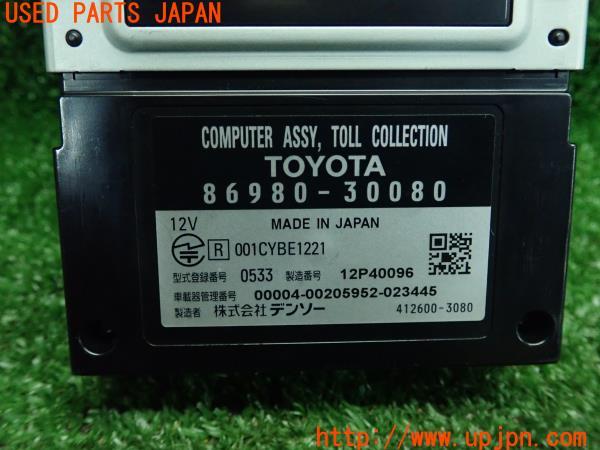 USED PARTS JAPAN
COMPUTER ASSY, TOLL COLLECTION
TOYOTA
86980-30080
12V MADE IN JAPAN
R 001CYBE1221
型式登録番号 0533 製造番号 12P40096
車載器管理番号 00004-00205952-023445
製造者 株式会社デンソー 412600-3080
http://www.upjpn.com